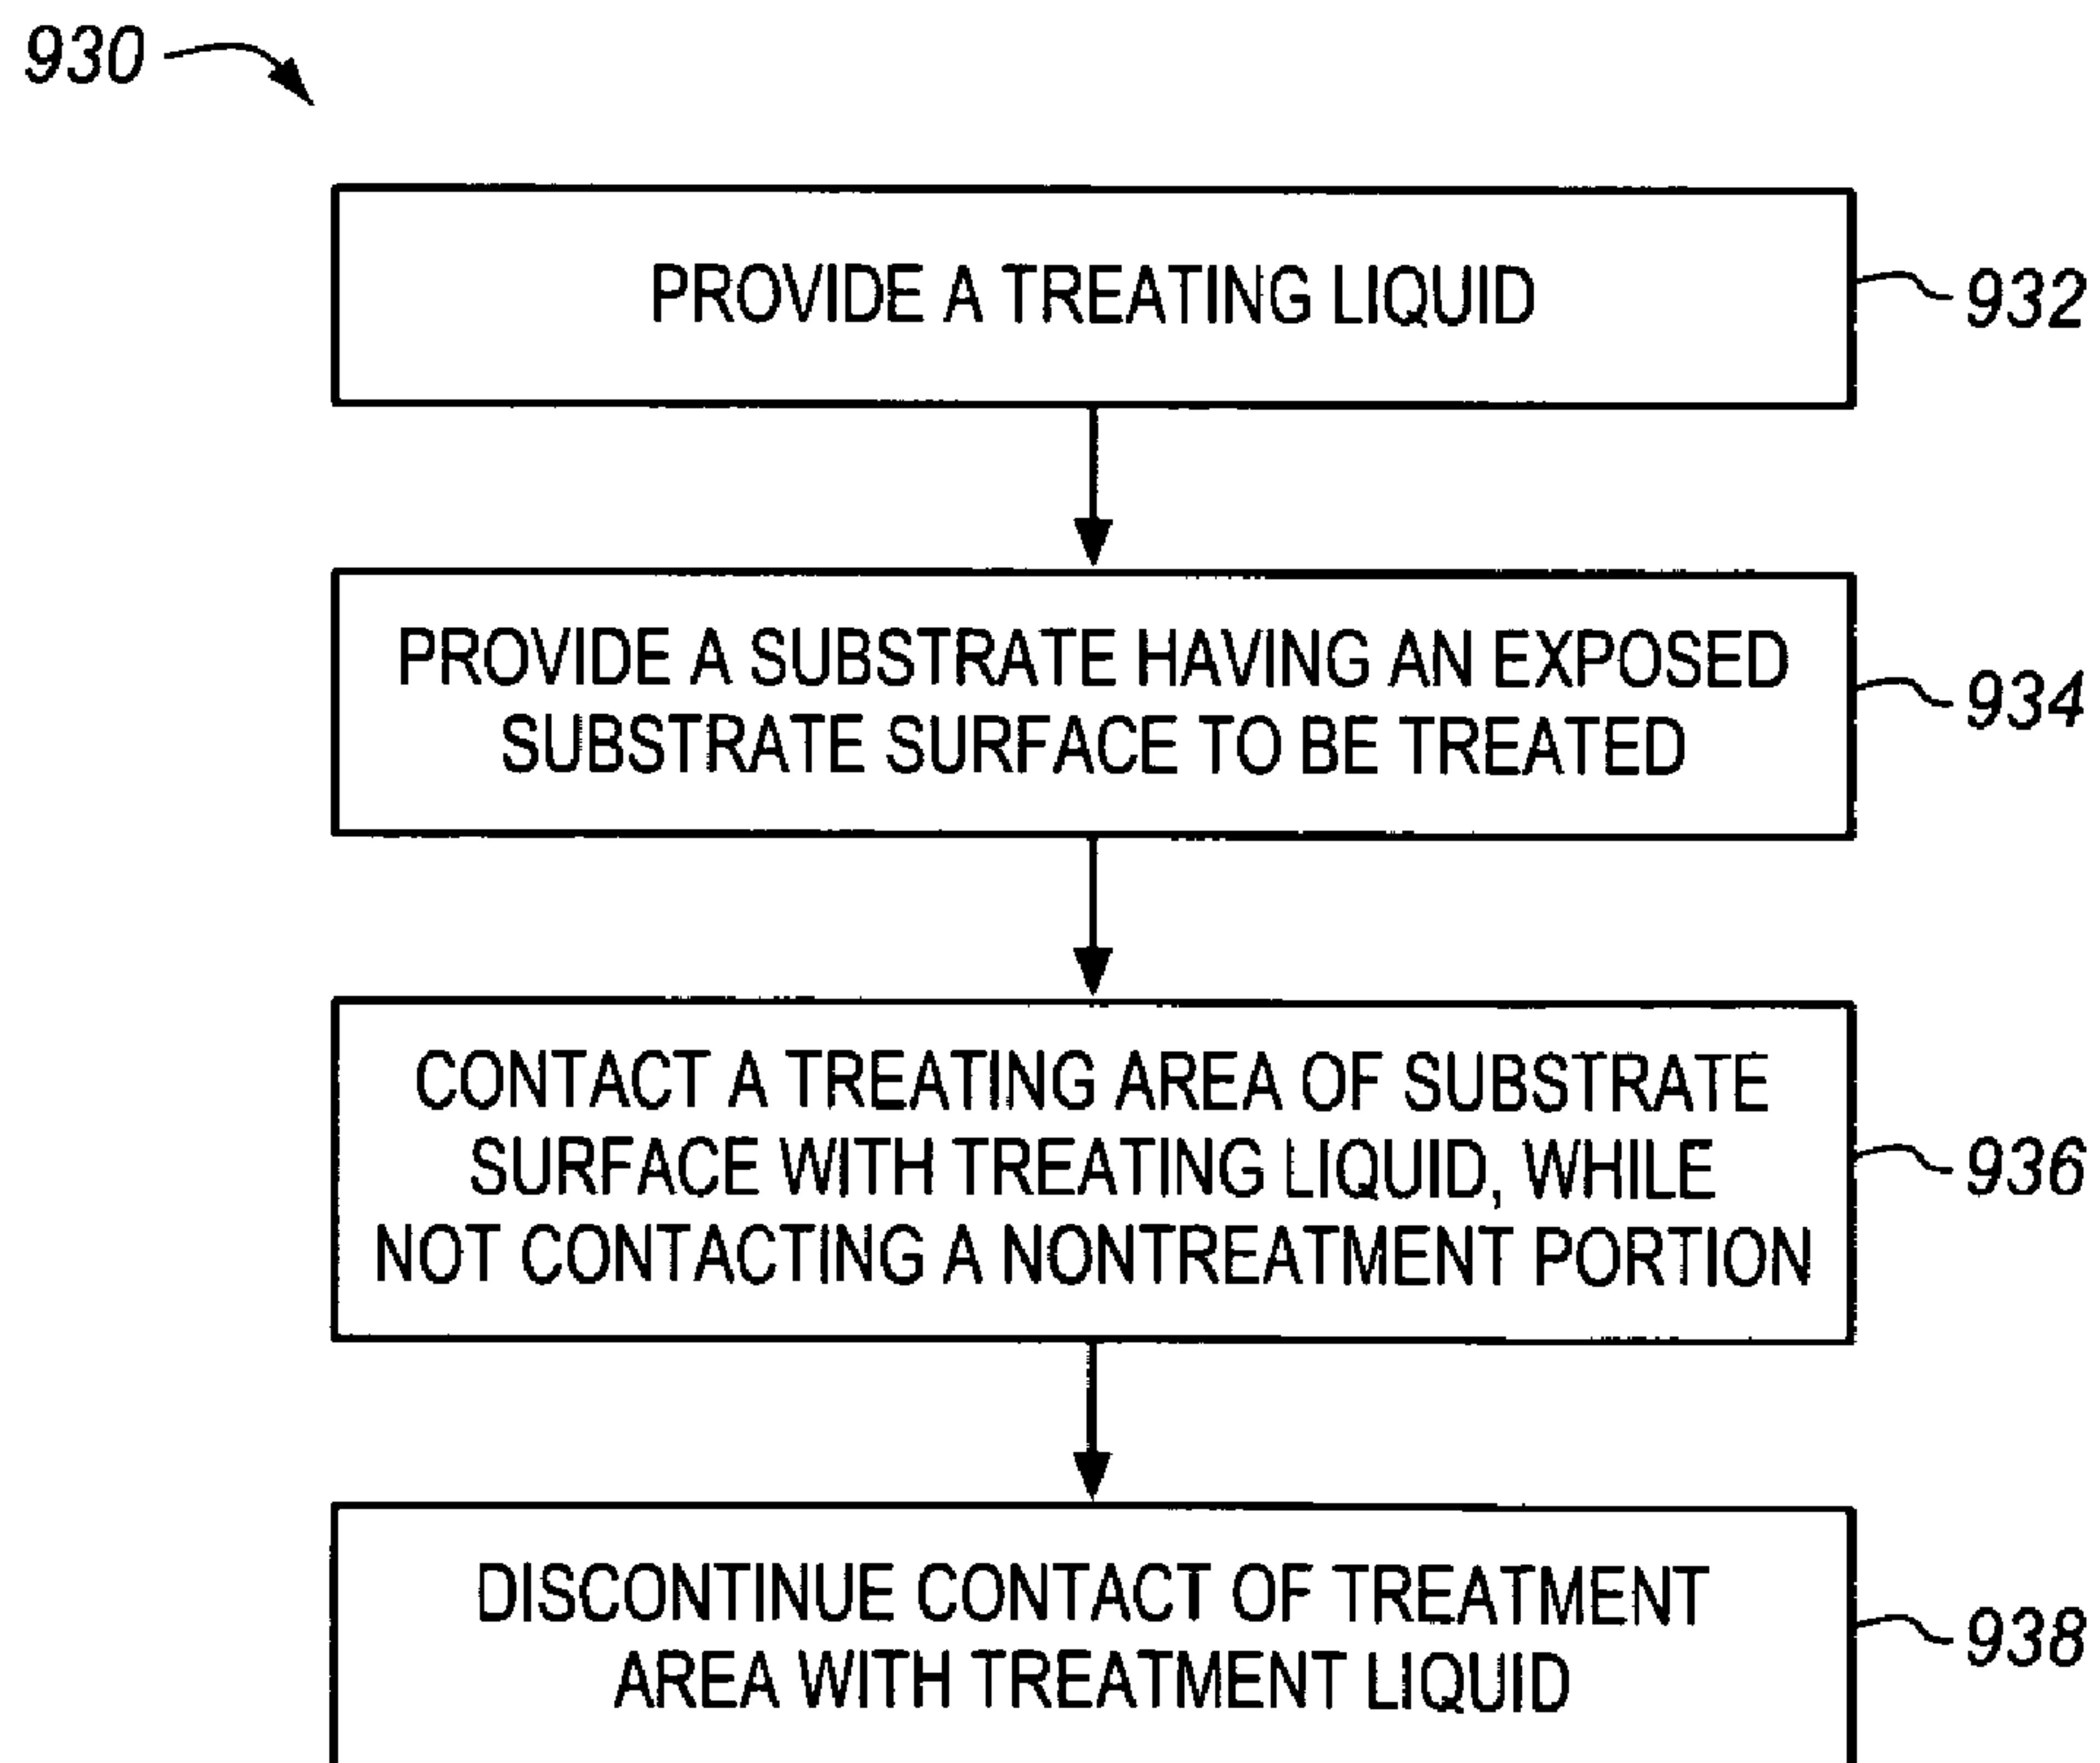 930
PROVIDE A TREATING LIQUID
932
PROVIDE A SUBSTRATE HAVING AN EXPOSED
SUBSTRATE SURFACE TO BE TREATED
934
CONTACT A TREATING AREA OF SUBSTRATE
SURFACE WITH TREATING LIQUID, WHILE
NOT CONTACTING A NONTREATMENT PORTION
936
DISCONTINUE CONTACT OF TREATMENT
AREA WITH TREATMENT LIQUID
938